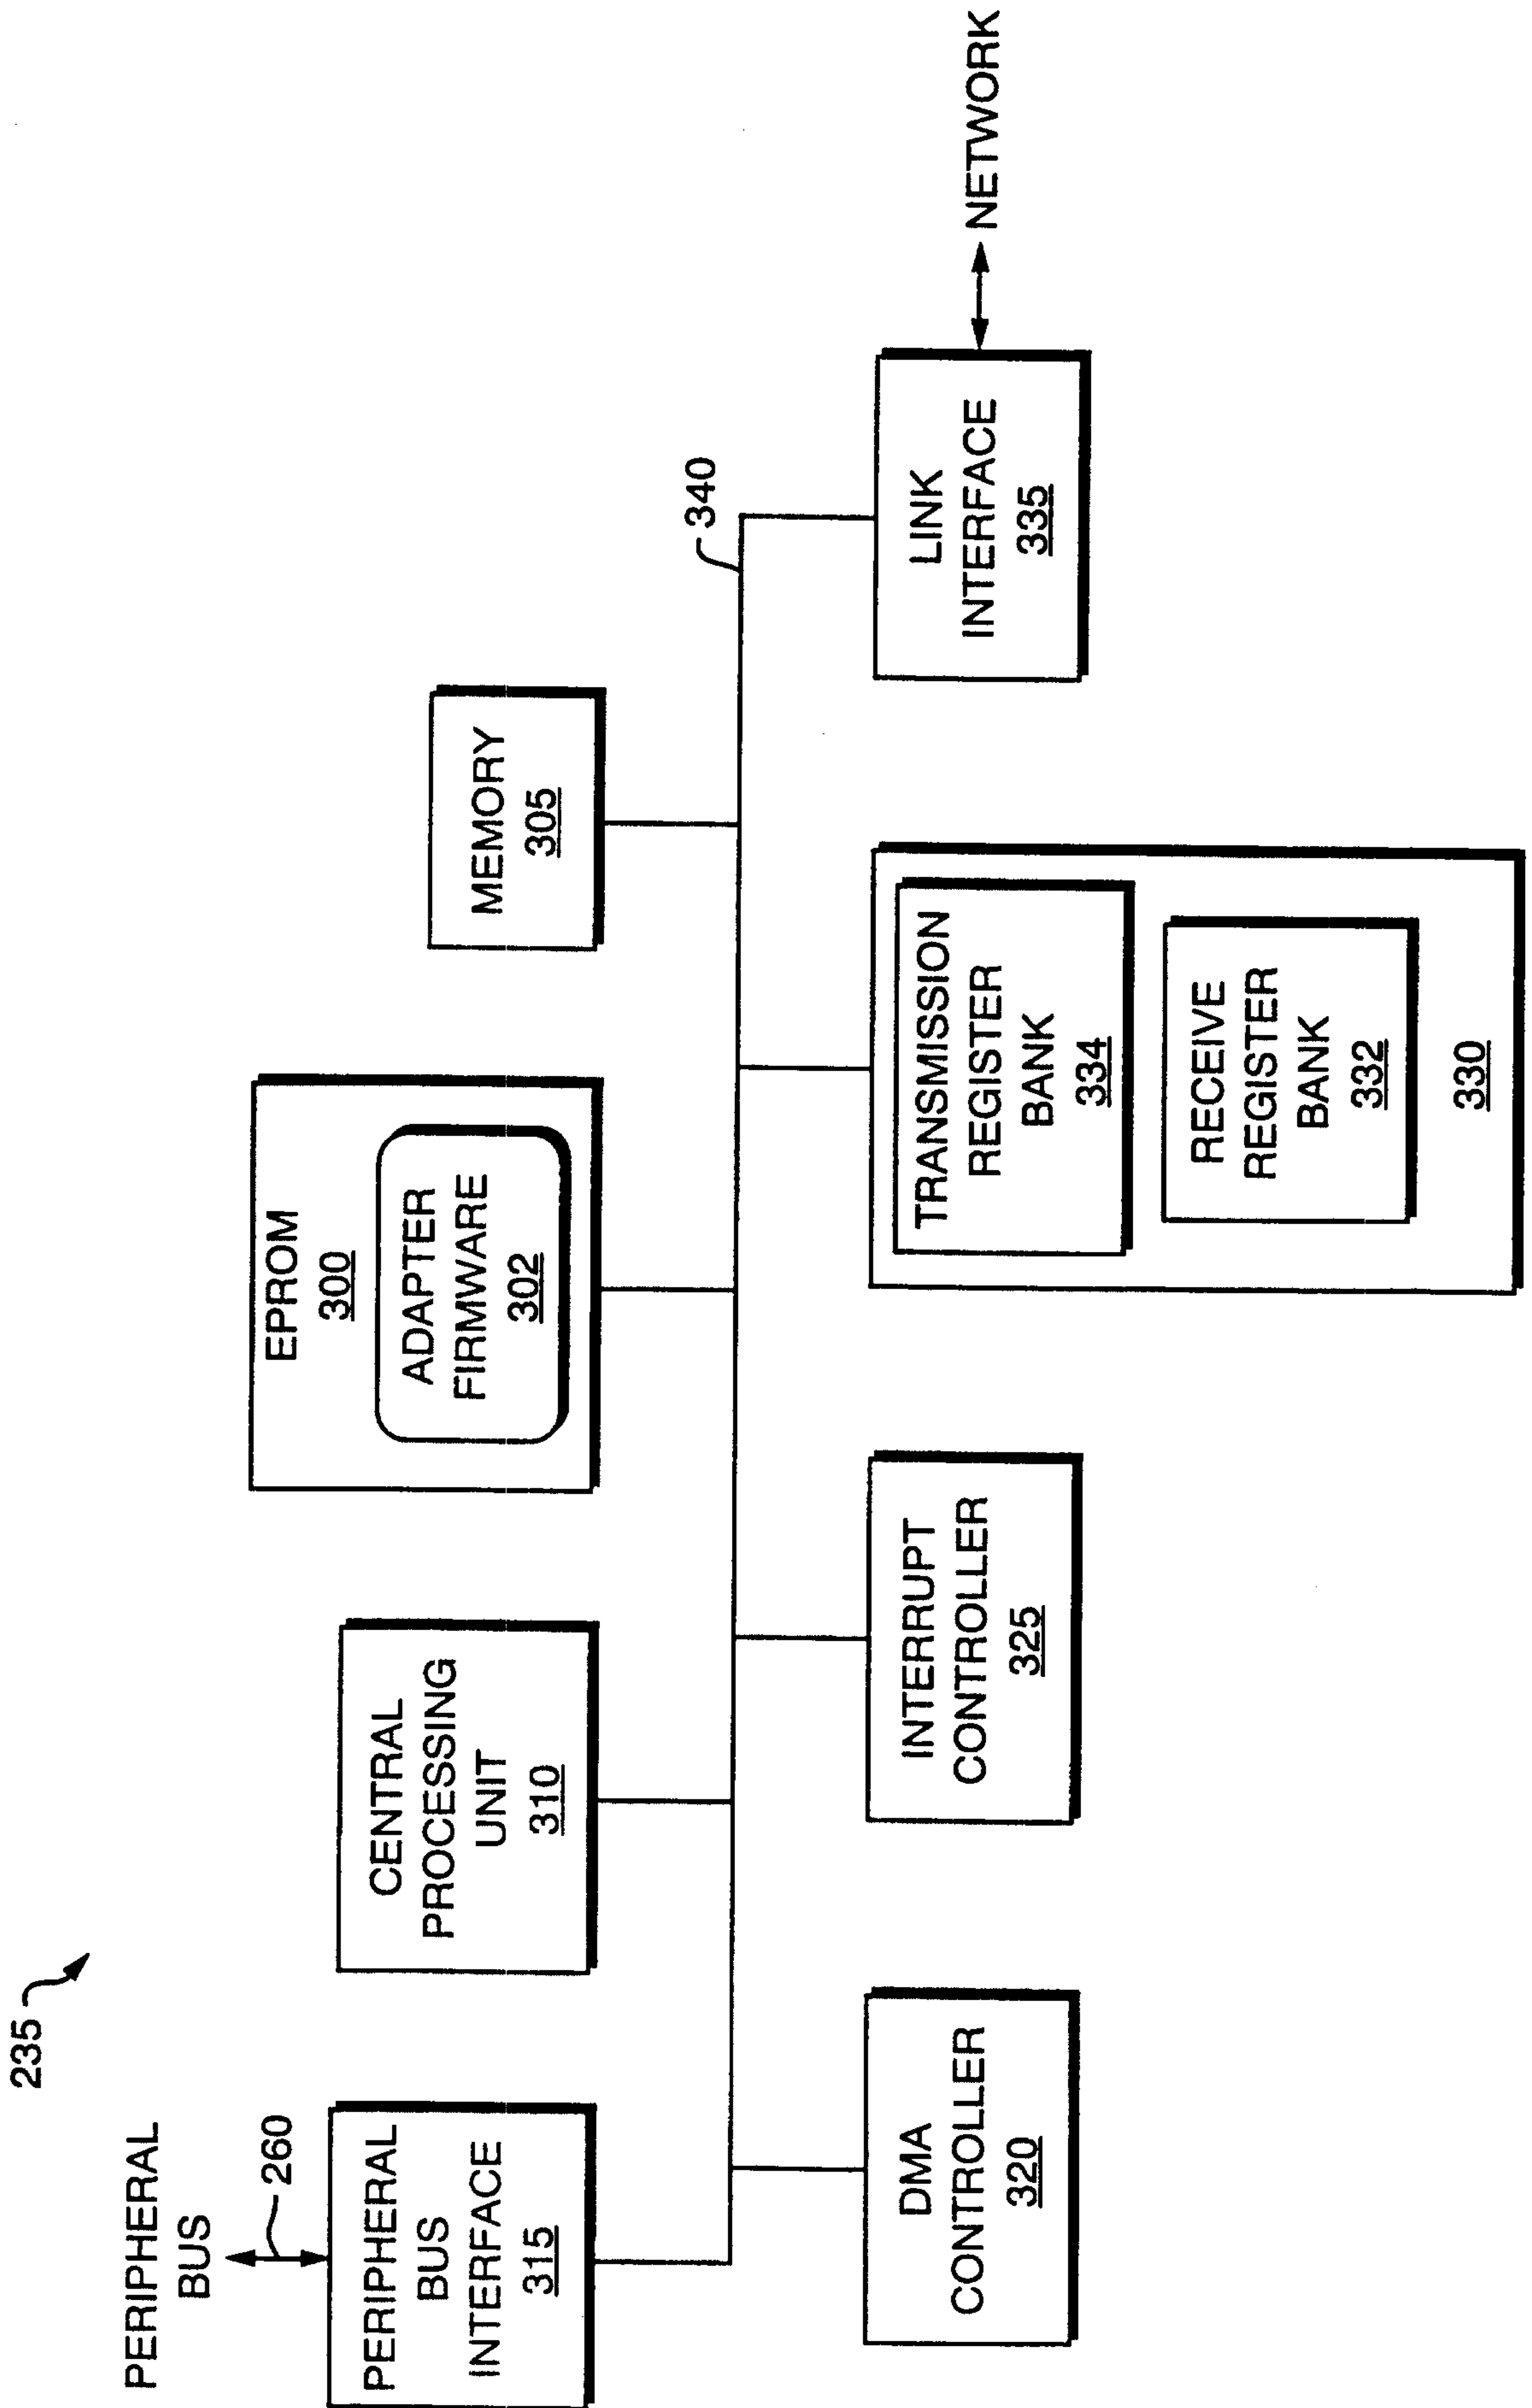 235
PERIPHERAL
BUS
260
PERIPHERAL
BUS
INTERFACE
315
CENTRAL
PROCESSING
UNIT
310
EPROM
300
ADAPTER
FIRMWARE
302
MEMORY
305
340
DMA
CONTROLLER
320
INTERRUPT
CONTROLLER
325
TRANSMISSION
REGISTER
BANK
334
RECEIVE
REGISTER
BANK
332
330
LINK
INTERFACE
335
NETWORK